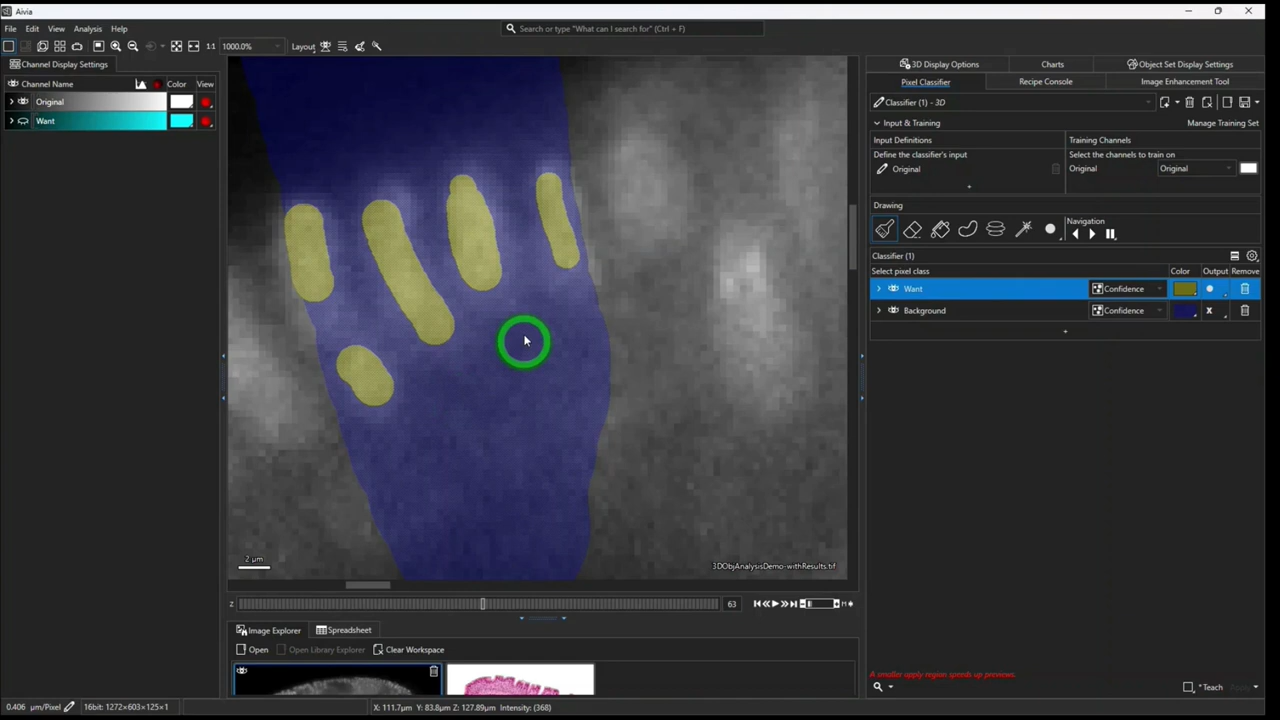 Aivia
File Edit View Analysis Help
Search or type "What can I search for" (Ctrl + F)
1:1 1000.0% Layout
Channel Display Settings
Channel Name Color View
Original
Want
2 µm
3DObjAnalysisDemo-withResults.tif
Z 63
Image Explorer Spreadsheet
Open Open Library Explorer Clear Workspace
3D Display Options Charts Object Set Display Settings
Pixel Classifier Recipe Console Image Enhancement Tool
Classifier (1) - 3D
Input & Training Manage Training Set
Input Definitions Training Channels
Define the classifier's input Select the channels to train on
Original Original Original
+
Drawing
Navigation
Classifier (1)
Select pixel class Color Output Remove
Want Confidence
Background Confidence X
+
A smaller apply region speeds up previews.
*Teach
0.406 µm/Pixel 16bit: 1272×603×125×1 X: 111.7µm Y: 83.8µm Z: 127.89µm Intensity: (368)